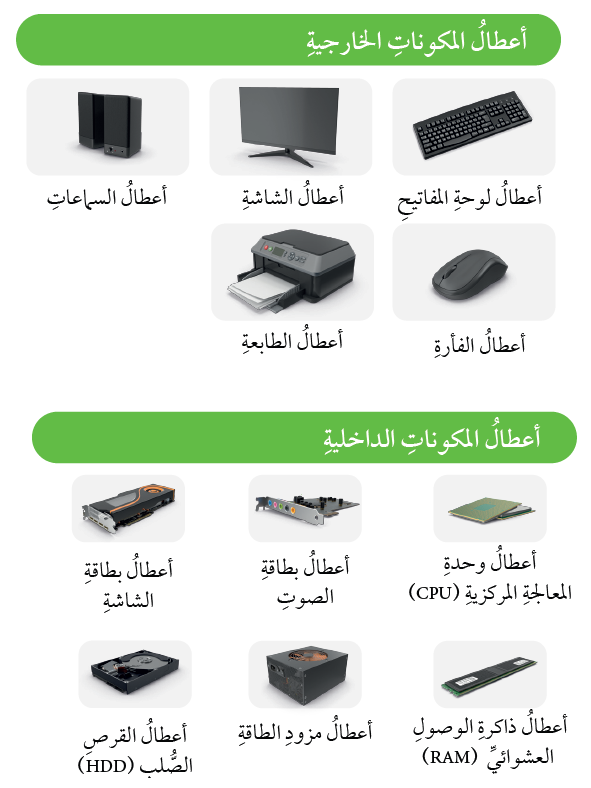 أعطالُ المكوناتِ الخارجيةِ
أعطالُ لوحةِ المفاتيحِ
أعطالُ الشاشةِ
أعطالُ السماعاتِ
أعطالُ الفأرةِ
أعطالُ الطابعةِ
أعطالُ المكوناتِ الداخليةِ
أعطالُ وحدةِ
المعالجةِ المركزيةِ (CPU)
أعطالُ بطاقةِ
الصوتِ
أعطالُ بطاقةِ
الشاشةِ
أعطالُ ذاكرةِ الوصولِ
العشوائيِّ (RAM)
أعطالُ مزودِ الطاقةِ
أعطالُ القرصِ
الصُّلبِ (HDD)